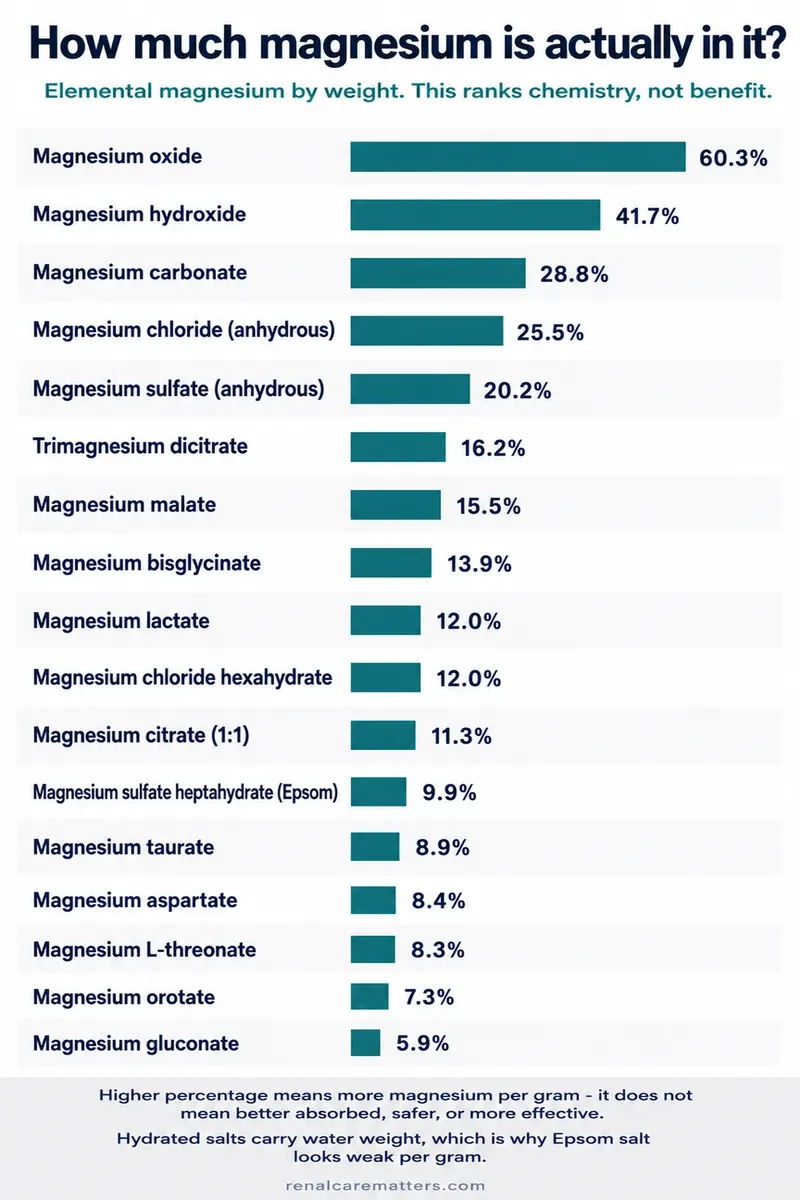 How much magnesium is actually in it?
Elemental magnesium by weight. This ranks chemistry, not benefit.
Magnesium oxide 60.3%
Magnesium hydroxide 41.7%
Magnesium carbonate 28.8%
Magnesium chloride (anhydrous) 25.5%
Magnesium sulfate (anhydrous) 20.2%
Trimagnesium dicitrate 16.2%
Magnesium malate 15.5%
Magnesium bisglycinate 13.9%
Magnesium lactate 12.0%
Magnesium chloride hexahydrate 12.0%
Magnesium citrate (1:1) 11.3%
Magnesium sulfate heptahydrate (Epsom) 9.9%
Magnesium taurate 8.9%
Magnesium aspartate 8.4%
Magnesium L-threonate 8.3%
Magnesium orotate 7.3%
Magnesium gluconate 5.9%
Higher percentage means more magnesium per gram - it does not
mean better absorbed, safer, or more effective.
Hydrated salts carry water weight, which is why Epsom salt
looks weak per gram.
renalcarematters.com